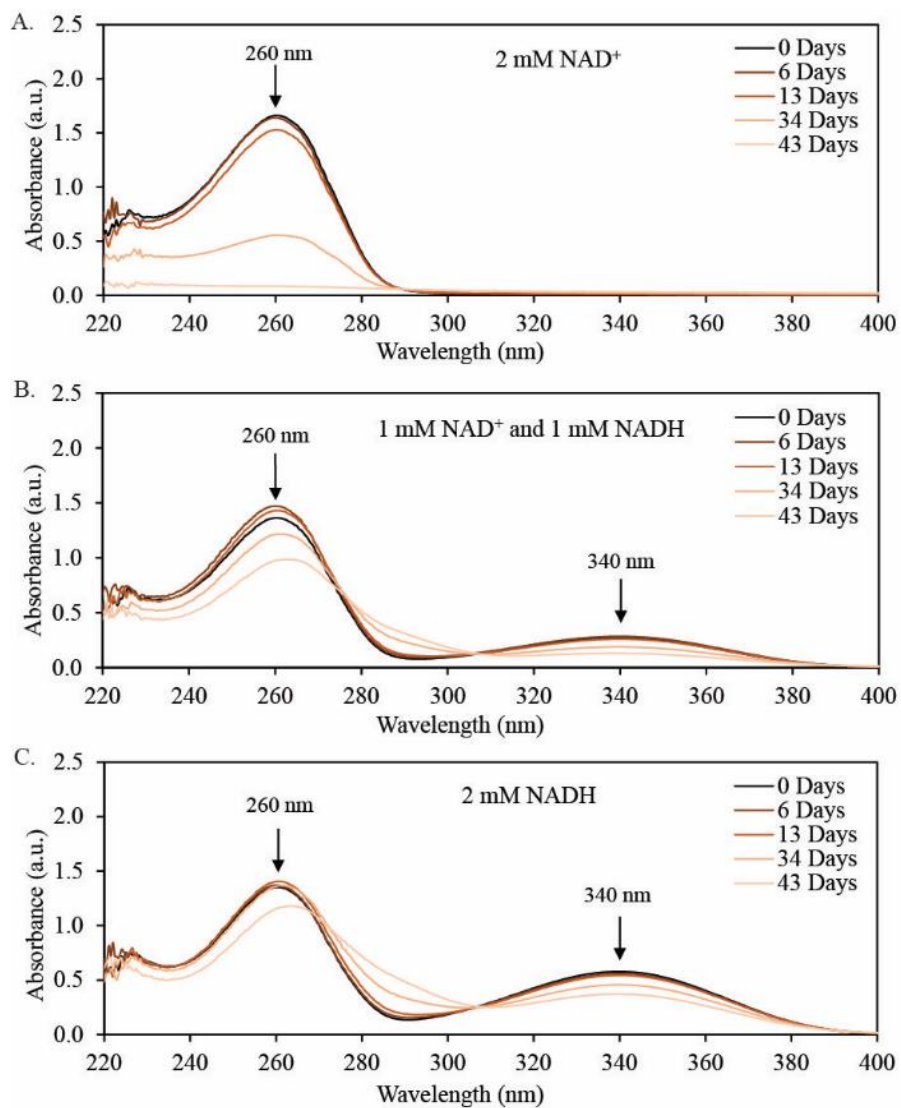 A.
2.5
2.0
1.5
1.0
0.5
0.0
Absorbance (a.u.)
260 nm
2 mM NAD⁺
0 Days
6 Days
13 Days
34 Days
43 Days
220 240 260 280 300 320 340 360 380 400
Wavelength (nm)
B.
2.5
2.0
1.5
1.0
0.5
0.0
Absorbance (a.u.)
260 nm
1 mM NAD⁺ and 1 mM NADH
340 nm
0 Days
6 Days
13 Days
34 Days
43 Days
220 240 260 280 300 320 340 360 380 400
Wavelength (nm)
C.
2.5
2.0
1.5
1.0
0.5
0.0
Absorbance (a.u.)
260 nm
2 mM NADH
340 nm
0 Days
6 Days
13 Days
34 Days
43 Days
220 240 260 280 300 320 340 360 380 400
Wavelength (nm)